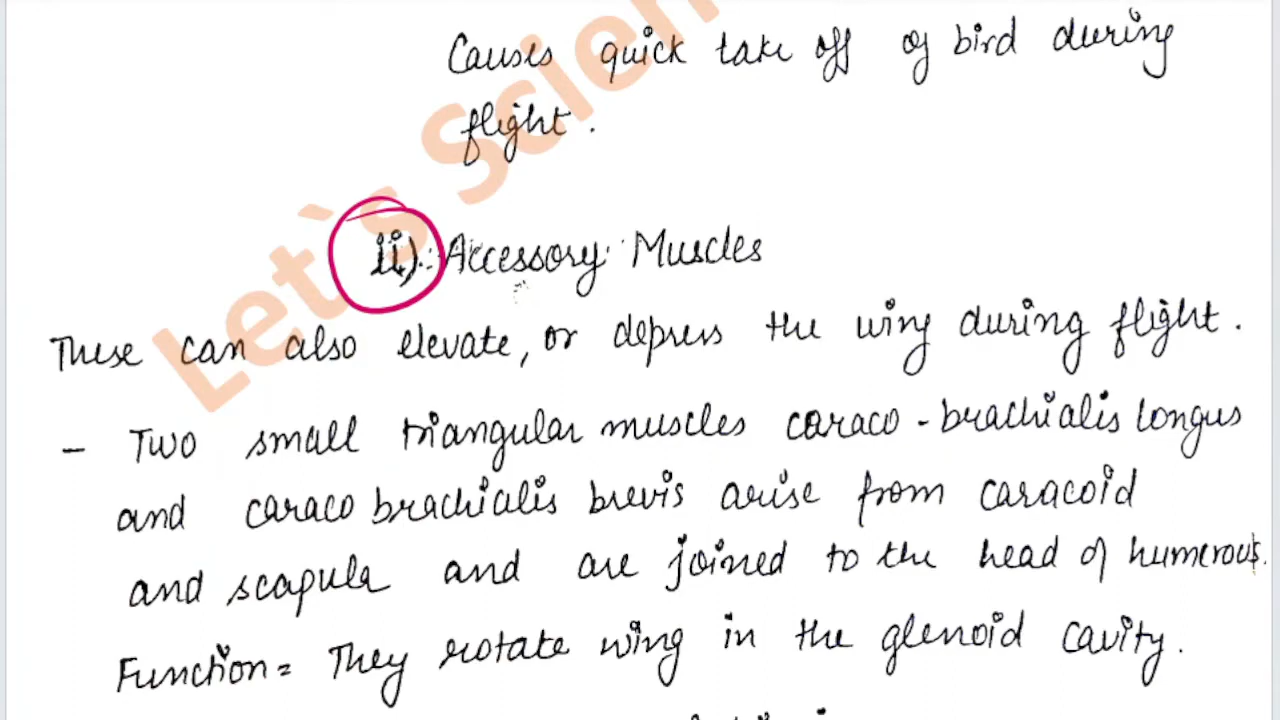 Causes quick take off of bird during
flight.
Let's Scien
ii) Accessory Muscles
These can also elevate, or depress the wing during flight.
- Two small triangular muscles caraco-brachialis longus
and caraco brachialis brevis arise from caracoid
and scapula and are joined to the head of humerous.
Function = They rotate wing in the glenoid cavity.